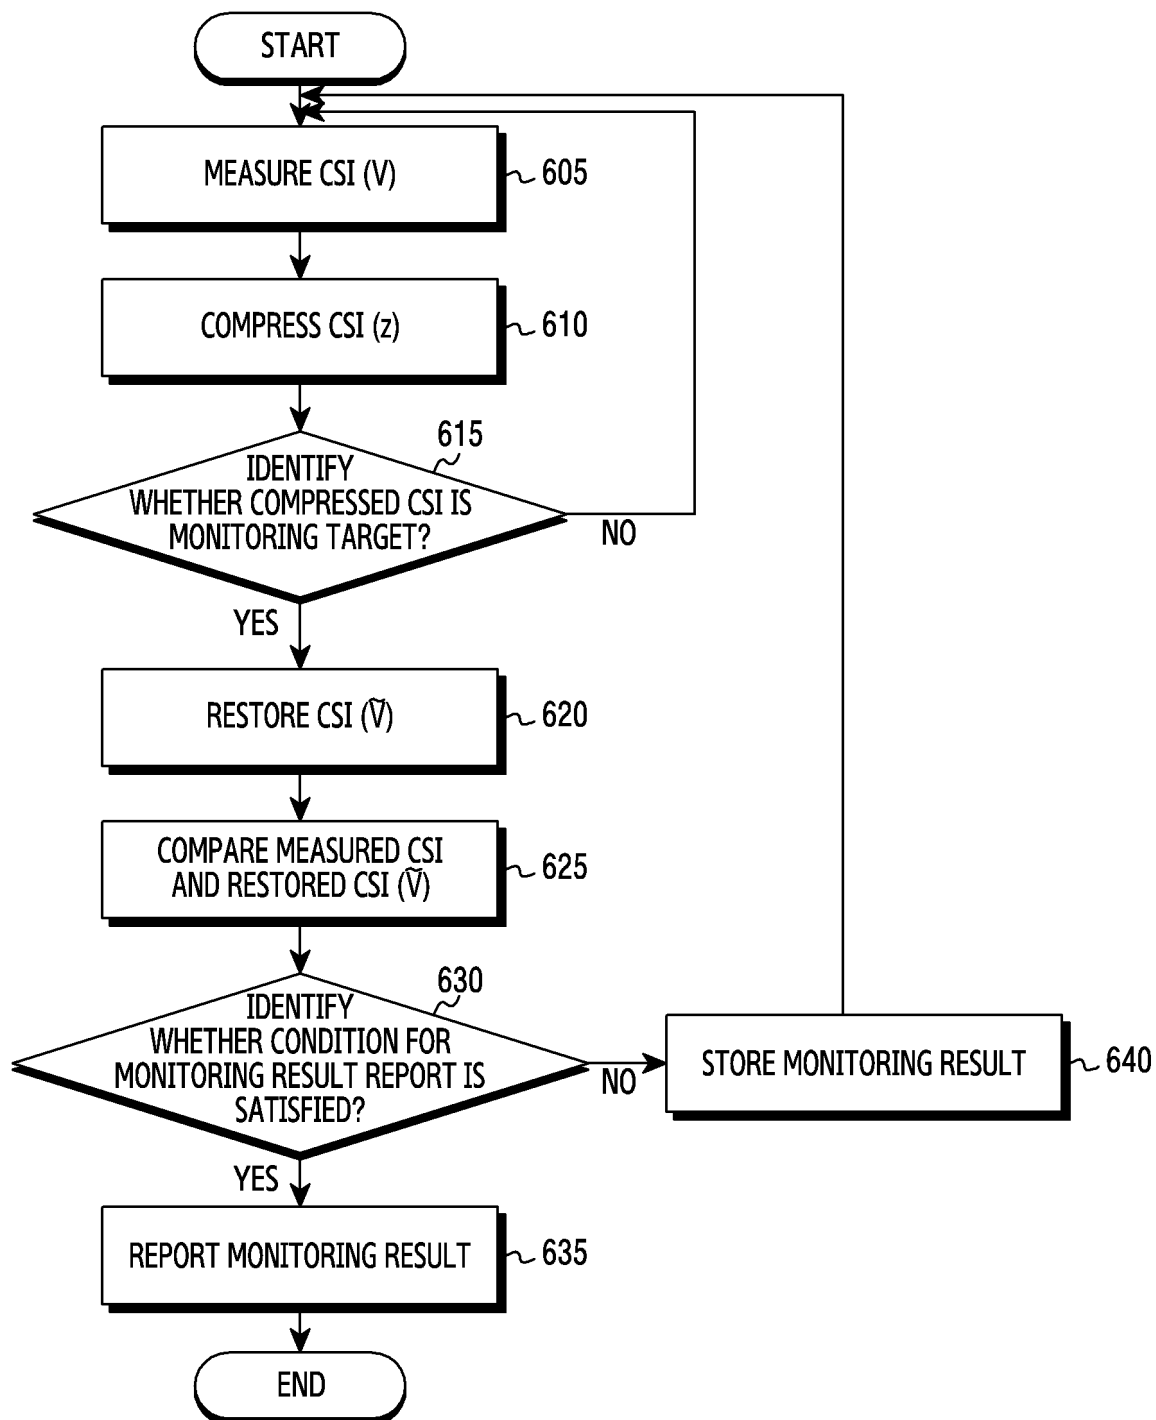 START
MEASURE CSI (V)
605
COMPRESS CSI (z)
610
615
IDENTIFY
WHETHER COMPRESSED CSI IS
MONITORING TARGET?
NO
YES
RESTORE CSI (Ṽ)
620
COMPARE MEASURED CSI
AND RESTORED CSI (Ṽ)
625
630
IDENTIFY
WHETHER CONDITION FOR
MONITORING RESULT REPORT IS
SATISFIED?
NO
STORE MONITORING RESULT
640
YES
REPORT MONITORING RESULT
635
END